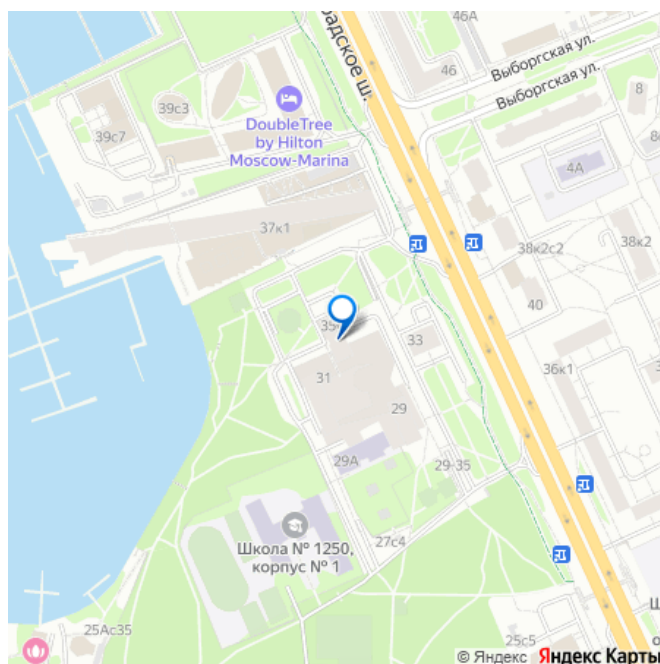 46А
46
радское ш.
Выборгская ул.
Выборгская ул.
8
39с3
39с7
DoubleTree
by Hilton
Moscow-Marina
4А
37к1
38к2с2
38к2
40
33
36к1
31
29
29А
29-35
Школа № 1250,
корпус № 1
27с4
25Ас35
25с5
© Яндекс Яндекс Карты